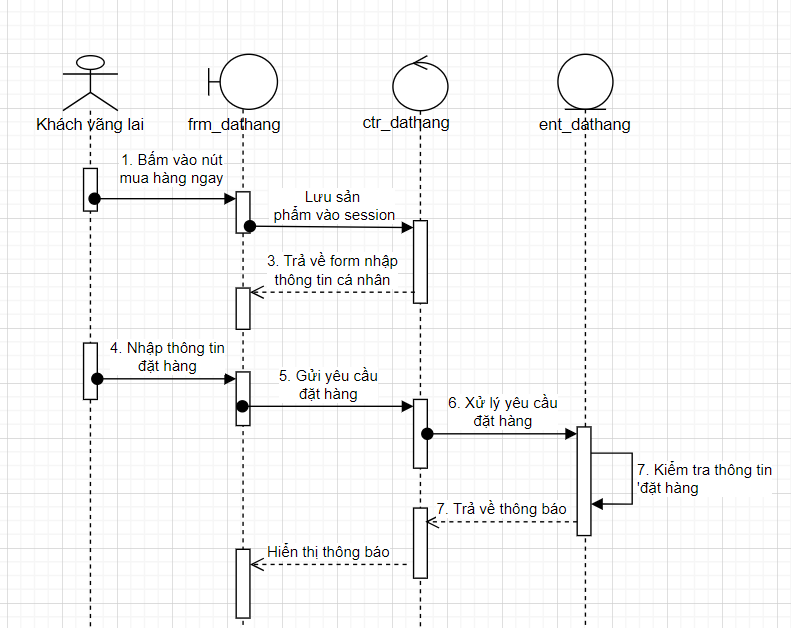 Khách vãng lai
frm_dathang
ctr_dathang
ent_dathang
1. Bấm vào nút
mua hàng ngay
Lưu sản
phẩm vào session
3. Trả về form nhập
thông tin cá nhân
4. Nhập thông tin
đặt hàng
5. Gửi yêu cầu
đặt hàng
6. Xử lý yêu cầu
đặt hàng
7. Kiểm tra thông tin
'đặt hàng
7. Trả về thông báo
Hiển thị thông báo